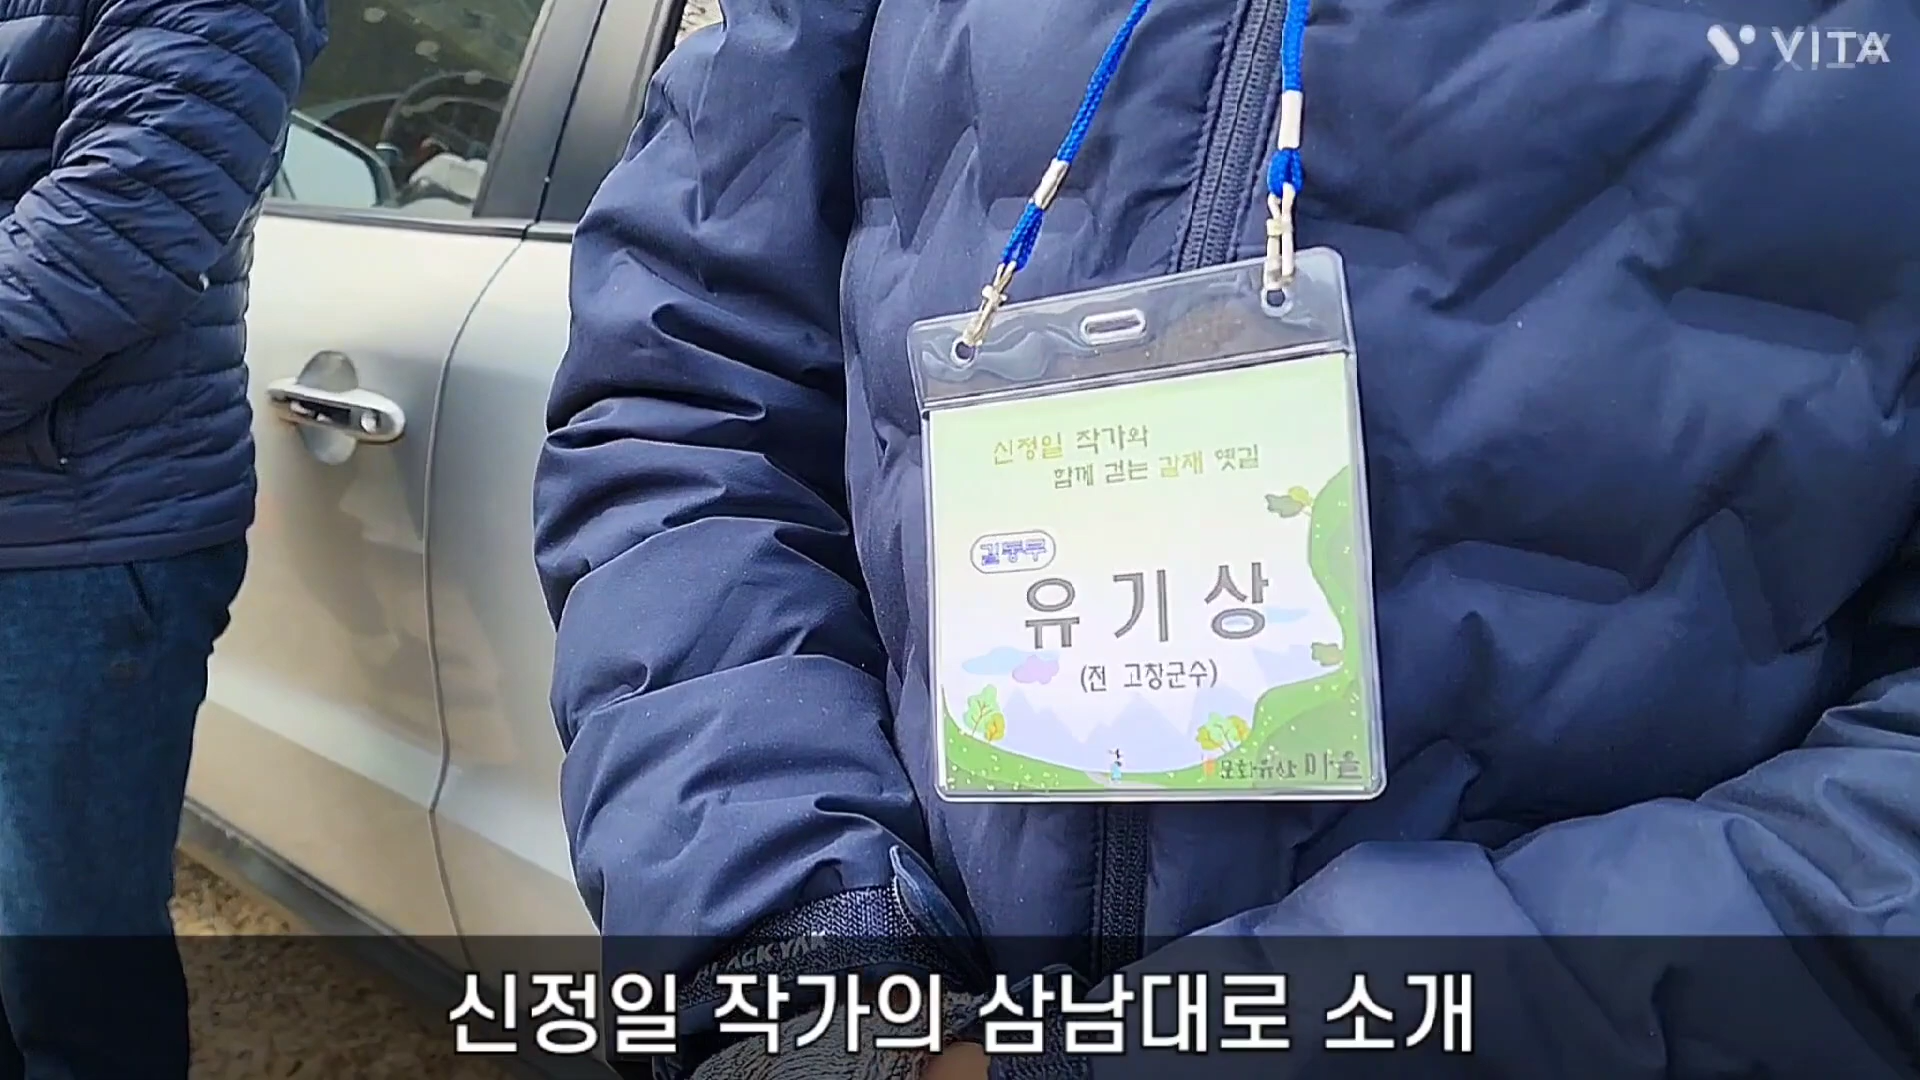 VITA
신정일 작가와
함께 걷는 갈재 옛길
길동무
유기상
(전 고창군수)
문화유산 마을
BLACKYAK
신정일 작가의 삼남대로 소개